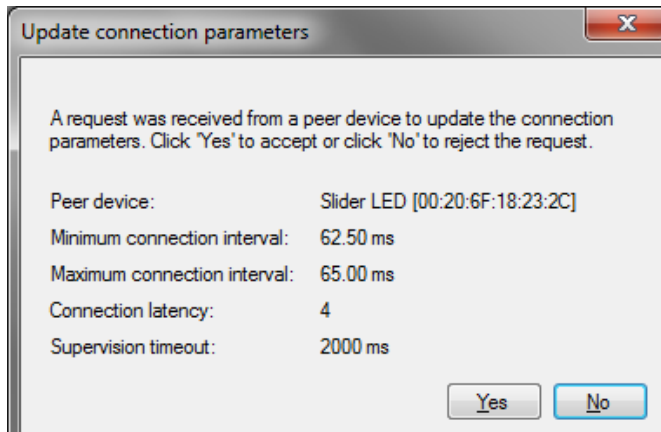 Update connection parameters
A request was received from a peer device to update the connection
parameters. Click 'Yes' to accept or click 'No' to reject the request.
Peer device: Slider LED [00:20:6F:18:23:2C]
Minimum connection interval: 62.50 ms
Maximum connection interval: 65.00 ms
Connection latency: 4
Supervision timeout: 2000 ms
Yes No